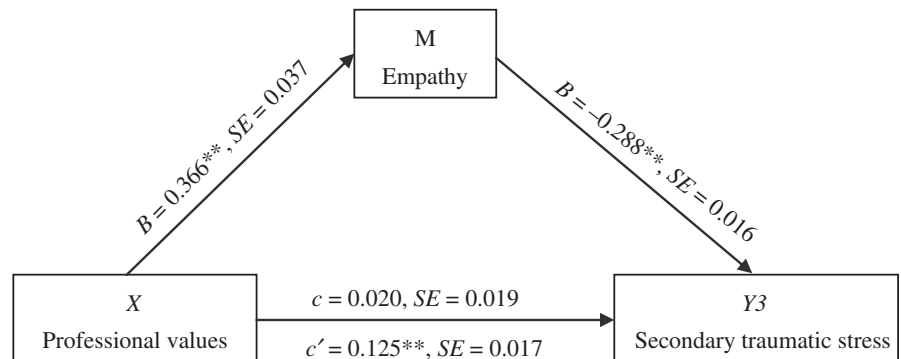 M
Empathy
B = 0.366**, SE = 0.037
B = –0.288**, SE = 0.016
X
Professional values
c = 0.020, SE = 0.019
c′ = 0.125**, SE = 0.017
Y3
Secondary traumatic stress